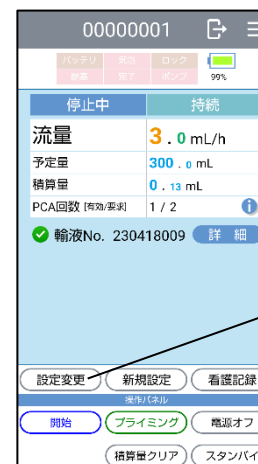 00000001
バッテリ 気泡 ロック
閉塞 完了 ポンプ 99%
停止中 持続
流量 3.0 mL/h
予定量 300.0 mL
積算量 0.13 mL
PCA回数 [有効/要求] 1 / 2
輸液No. 230418009 詳 細
設定変更 新規設定 看護記録
操作パネル
開始 プライミング 電源オフ
積算量クリア スタンバイ